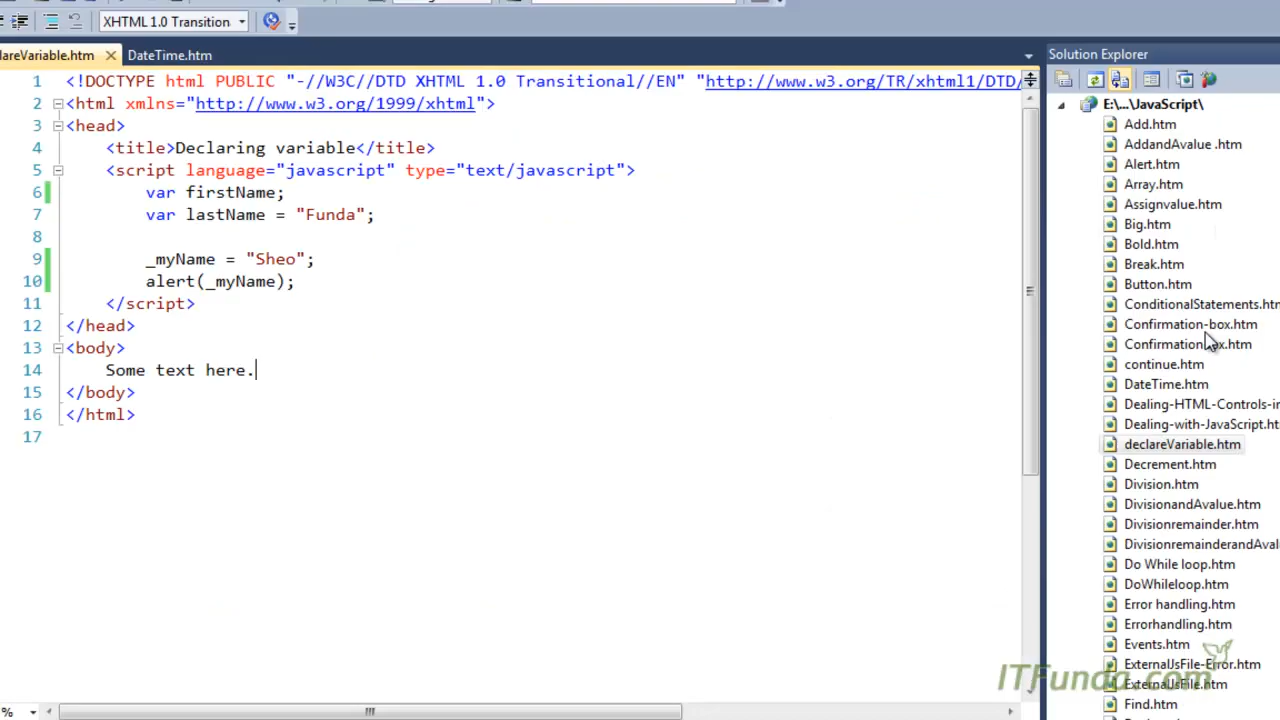 XHTML 1.0 Transition
lareVariable.htm
DateTime.htm
1 <!DOCTYPE html PUBLIC "-//W3C//DTD XHTML 1.0 Transitional//EN" "http://www.w3.org/TR/xhtml1/DTD/
2 <html xmlns="http://www.w3.org/1999/xhtml">
3 <head>
4 <title>Declaring variable</title>
5 <script language="javascript" type="text/javascript">
6 var firstName;
7 var lastName = "Funda";
8
9 _myName = "Sheo";
10 alert(_myName);
11 </script>
12 </head>
13 <body>
14 Some text here.
15 </body>
16 </html>
17
%
Solution Explorer
E:\...\JavaScript\
Add.htm
AddandAvalue .htm
Alert.htm
Array.htm
Assignvalue.htm
Big.htm
Bold.htm
Break.htm
Button.htm
ConditionalStatements.htm
Confirmation-box.htm
continue.htm
DateTime.htm
Dealing-HTML-Controls-in
Dealing-with-JavaScript.ht
declareVariable.htm
Decrement.htm
Division.htm
DivisionandAvalue.htm
Divisionremainder.htm
DivisionremainderandAval
Do While loop.htm
DoWhileloop.htm
Error handling.htm
Errorhandling.htm
Events.htm
ExternalJsFile-Error.htm
ExternalJsFile.htm
Find.htm
ITFunda.com